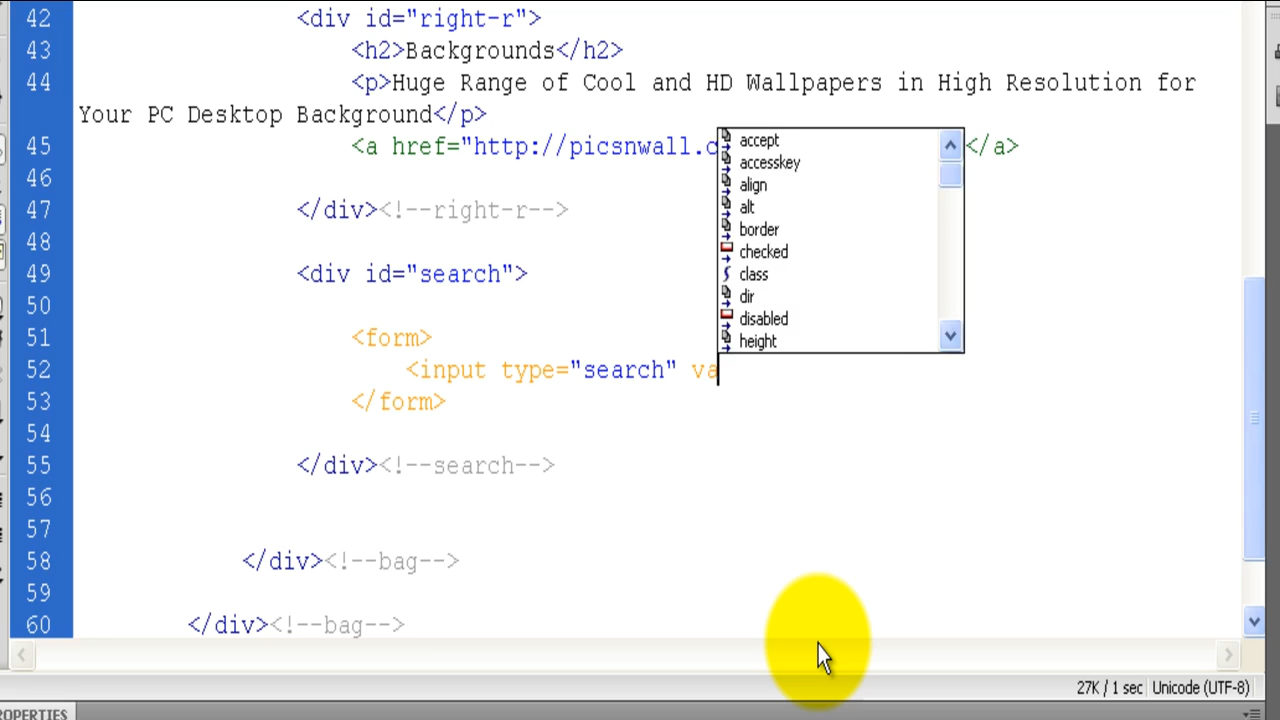 42 <div id="right-r">
43 <h2>Backgrounds</h2>
44 <p>Huge Range of Cool and HD Wallpapers in High Resolution for
Your PC Desktop Background</p>
45 <a href="http://picsnwall.c </a>
46
47 </div><!--right-r-->
48
49 <div id="search">
50
51 <form>
52 <input type="search" va
53 </form>
54
55 </div><!--search-->
56
57
58 </div><!--bag-->
59
60 </div><!--bag-->
accept
accesskey
align
alt
border
checked
class
dir
disabled
height
27K / 1 sec Unicode (UTF-8)
ROPERTIES